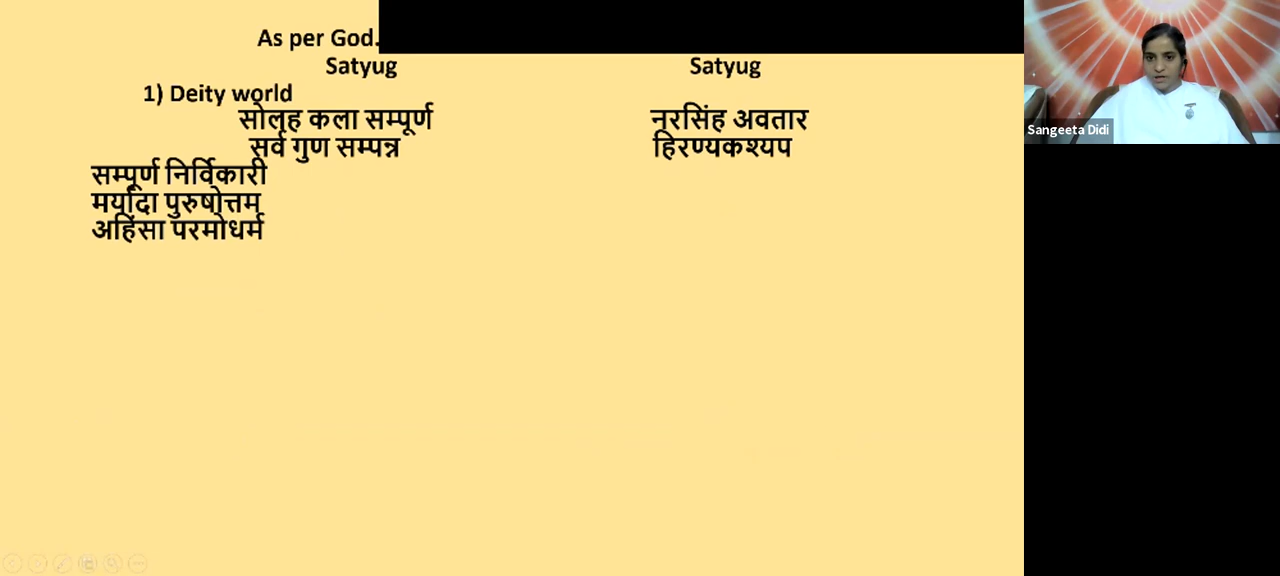 As per God.
Satyug Satyug
1) Deity world
सोलह कला सम्पूर्ण नरसिंह अवतार
सर्व गुण सम्पन्न हिरण्यकश्यप
सम्पूर्ण निर्विकारी
मर्यादा पुरुषोत्तम
अहिंसा परमोधर्म
Sangeeta Didi